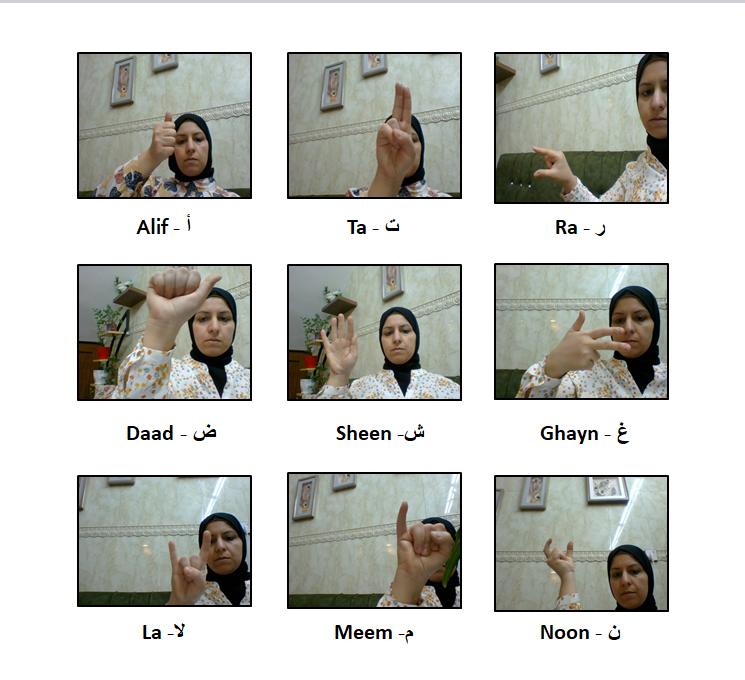 Alif - أ
Ta - ت
Ra - ر
Daad - ض
Sheen -ش
Ghayn - غ
La -لا
Meem -م
Noon - ن